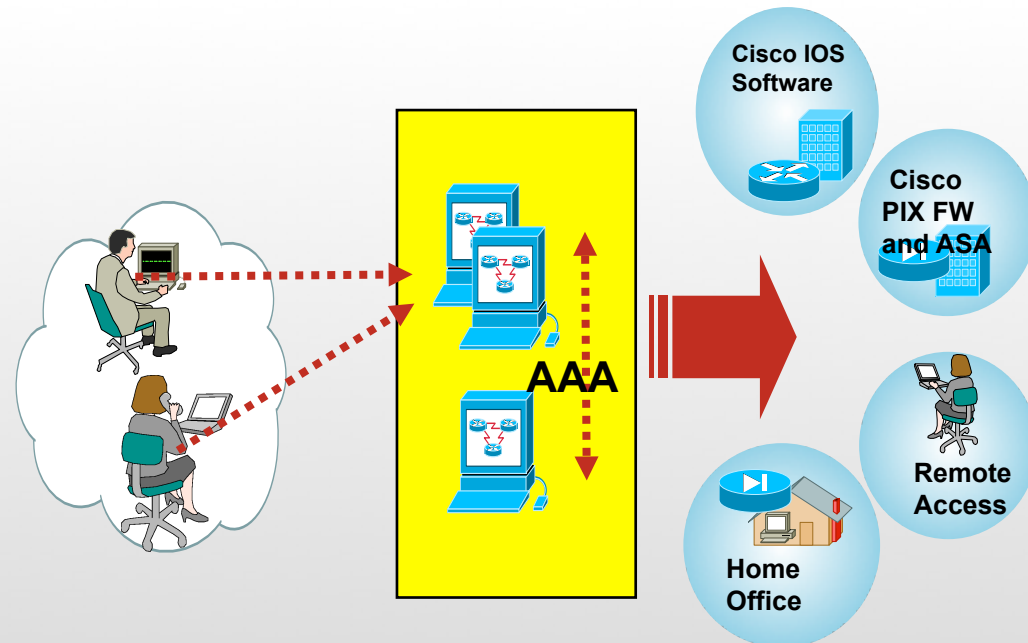 Cisco IOS
Software
Cisco
PIX FW
and ASA
AAA
Remote
Access
Home
Office